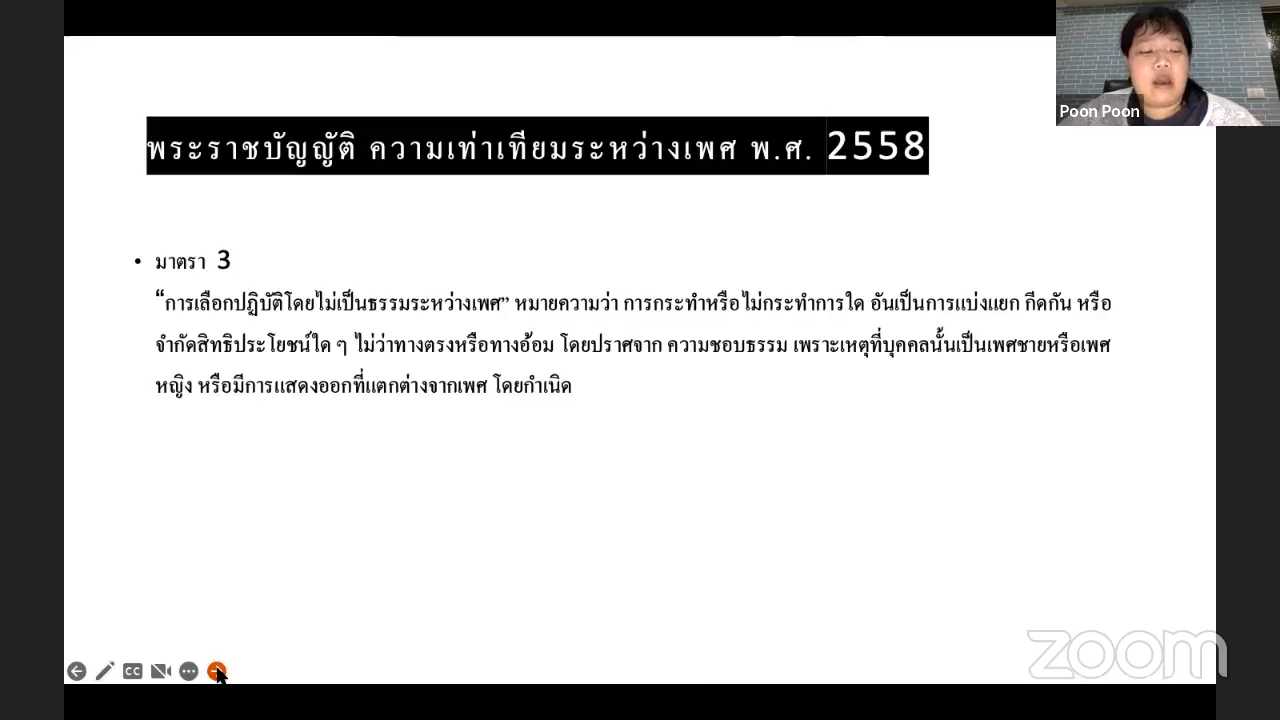 Poon Poon
พระราชบัญญัติ ความเท่าเทียมระหว่างเพศ พ.ศ. 2558
• มาตรา 3
“การเลือกปฏิบัติโดยไม่เป็นธรรมระหว่างเพศ” หมายความว่า การกระทำหรือไม่กระทำการใด อันเป็นการแบ่งแยก กีดกัน หรือ
จำกัดสิทธิประโยชน์ใด ๆ ไม่ว่าทางตรงหรือทางอ้อม โดยปราศจาก ความชอบธรรม เพราะเหตุที่บุคคลนั้นเป็นเพศชายหรือเพศ
หญิง หรือมีการแสดงออกที่แตกต่างจากเพศ โดยกำเนิด
CC
zoom